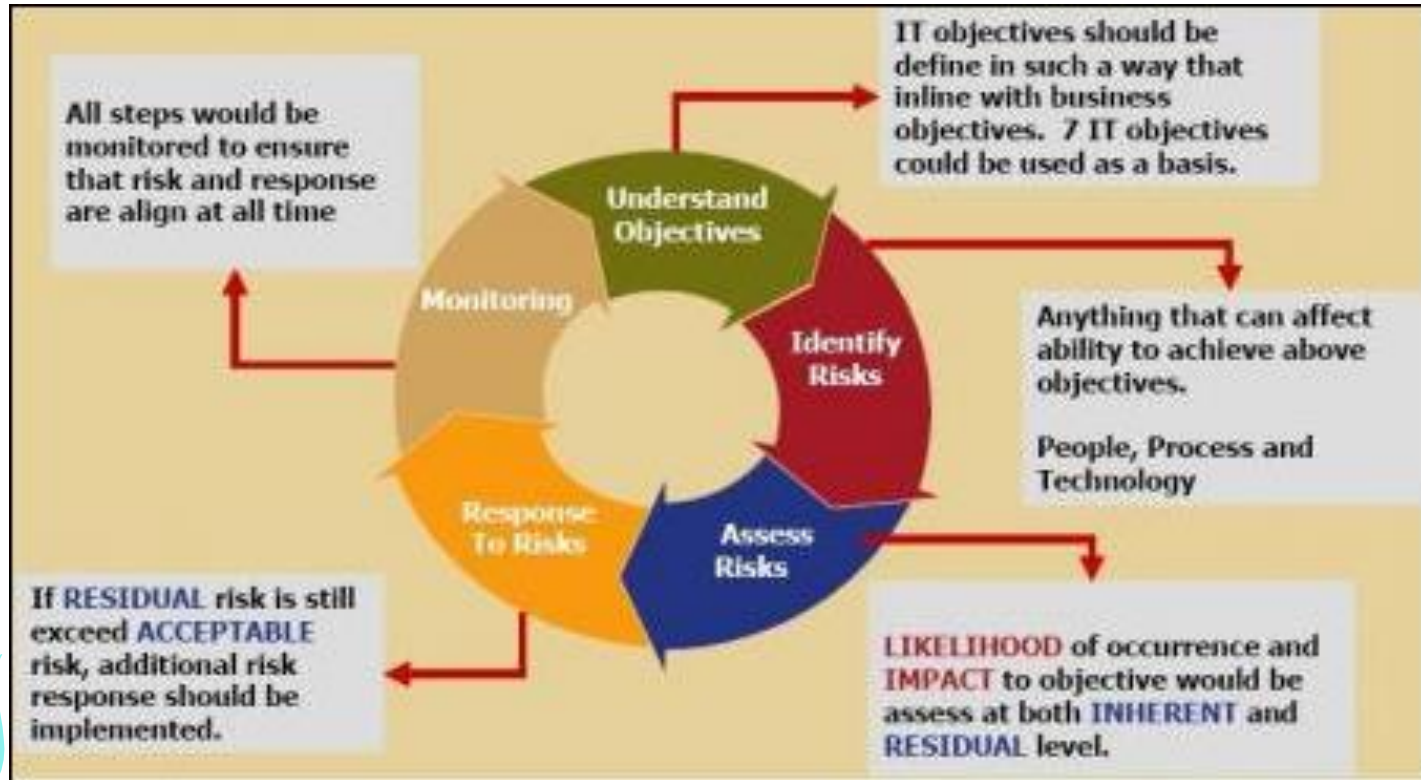 IT objectives should be
define in such a way that
inline with business
objectives.  7 IT objectives
could be used as a basis.
All steps would be
monitored to ensure
that risk and response
are align at all time
Understand
Objectives
Monitoring
Identify
Risks
Anything that can affect
ability to achieve above
objectives.
People, Process and
Technology
Response
To Risks
Assess
Risks
If RESIDUAL risk is still
exceed ACCEPTABLE
risk, additional risk
response should be
implemented.
LIKELIHOOD of occurrence and
IMPACT to objective would be
assess at both INHERENT and
RESIDUAL level.